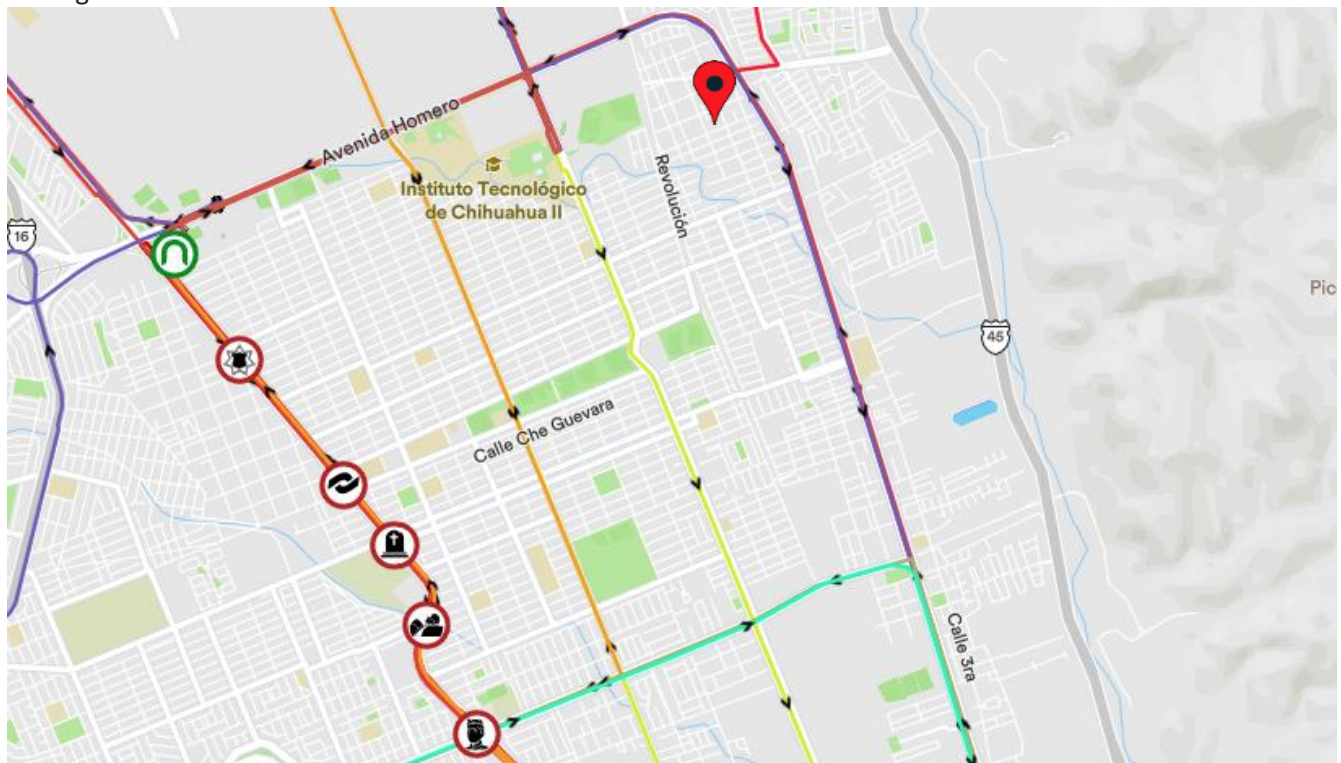 Avenida Homero
Instituto Tecnológico
de Chihuahua II
Revolución
16
Pic
45
Calle Che Guevara
Calle 3ra